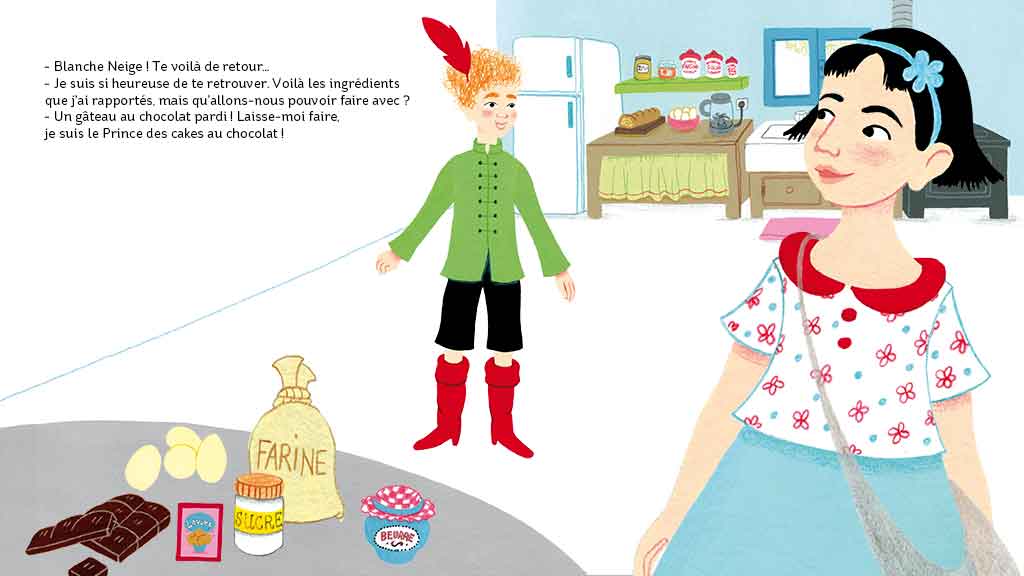 - Blanche Neige ! Te voilà de retour...
- Je suis si heureuse de te retrouver. Voilà les ingrédients
que j'ai rapportés, mais qu'allons-nous pouvoir faire avec ?
- Un gâteau au chocolat pardi ! Laisse-moi faire,
je suis le Prince des cakes au chocolat !
FARINE
SUCRE
Levure
BEURRE